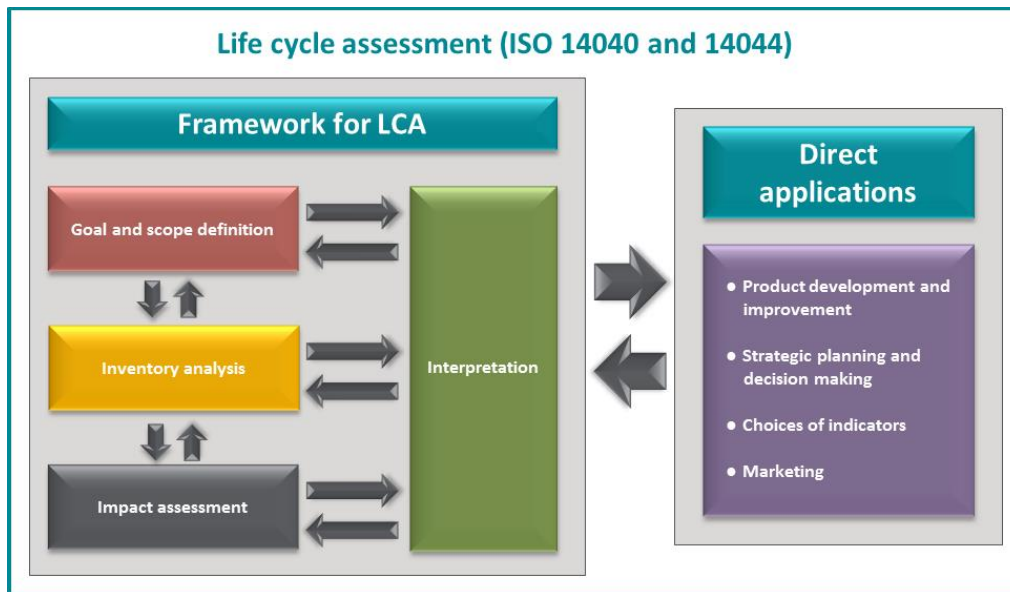 Life cycle assessment (ISO 14040 and 14044)
Framework for LCA
Goal and scope definition
Inventory analysis
Impact assessment
Interpretation
Direct
applications
● Product development and
improvement
● Strategic planning and
decision making
● Choices of indicators
● Marketing